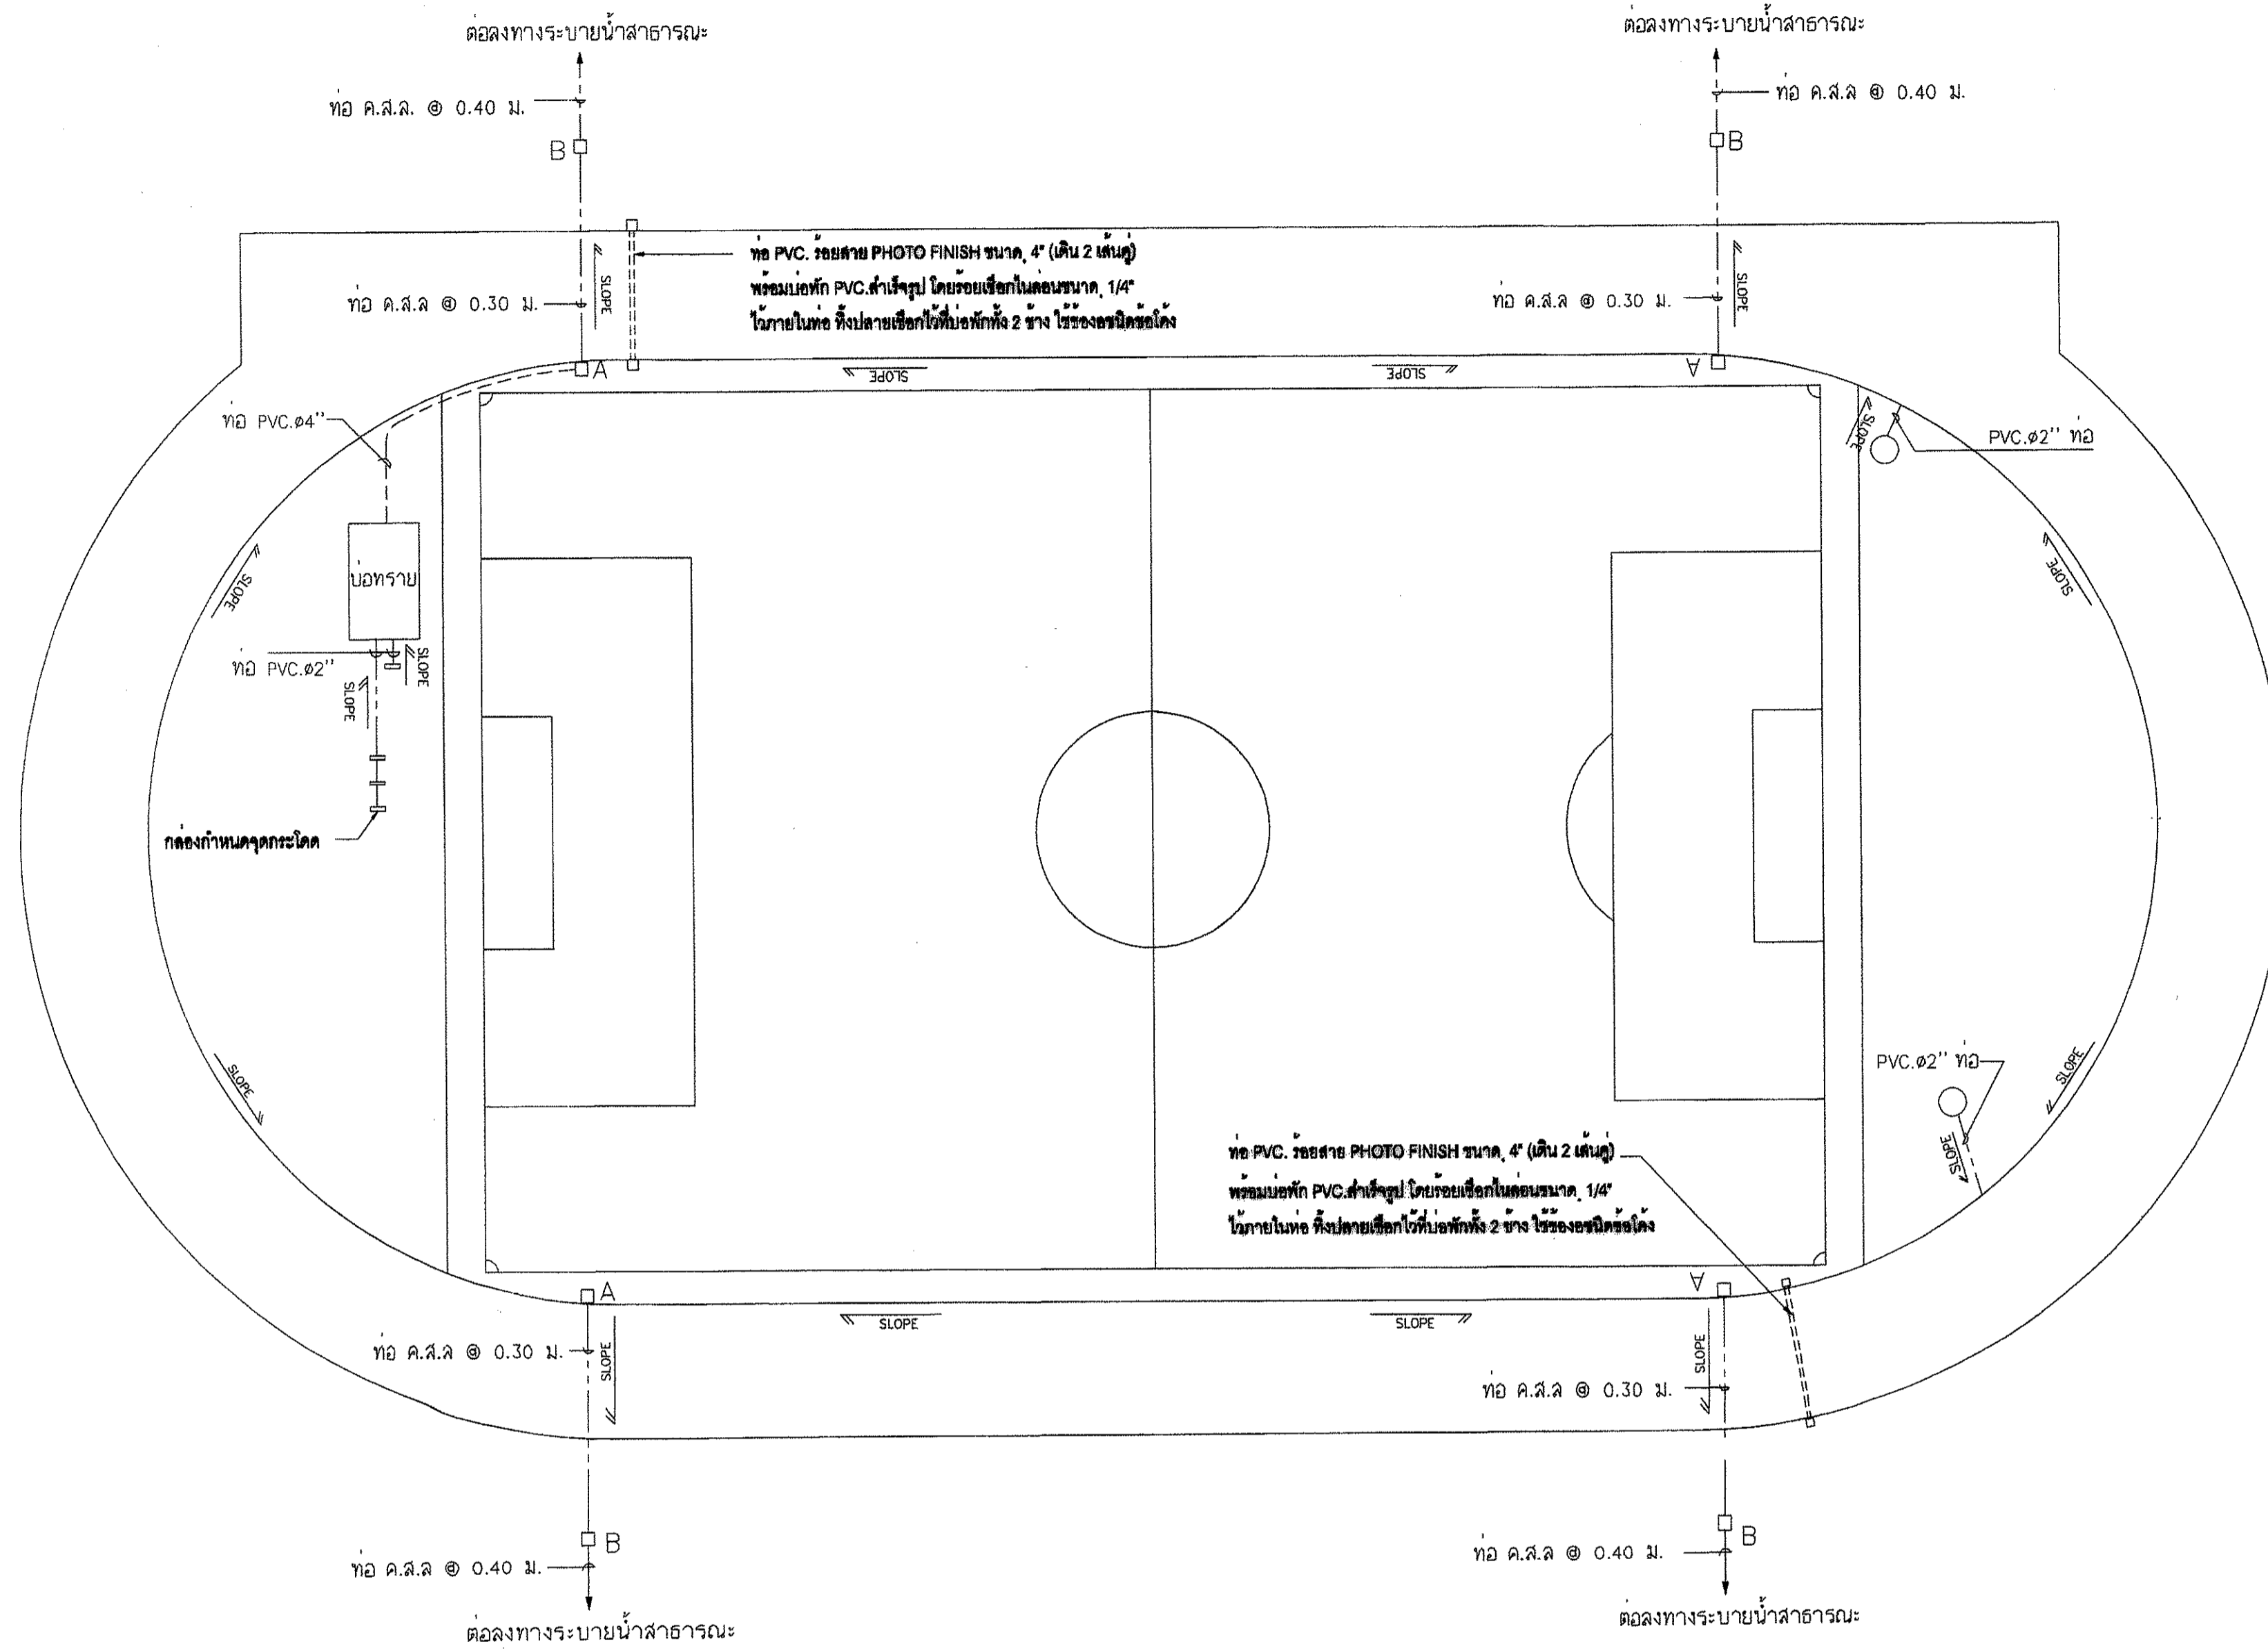 ต่อลงทางระบายน้ำสาธารณะ
ต่อลงทางระบายน้ำสาธารณะ
ท่อ ค.ส.ล. @ 0.40 ม.
ท่อ ค.ส.ล @ 0.40 ม.
B
B
ท่อ PVC. ร้อยสาย PHOTO FINISH ขนาด 4" (เดิน 2 เส้นคู่)
พร้อมบ่อพัก PVC.สำเร็จรูป โดยร้อยเชือกไนล่อนขนาด 1/4"
ไว้ภายในท่อ ทิ้งปลายเชือกไว้ที่บ่อพักทั้ง 2 ข้าง ใช้ข้องอชนิดข้อโค้ง
ท่อ ค.ส.ล @ 0.30 ม.
SLOPE
ท่อ ค.ส.ล @ 0.30 ม.
SLOPE
A
SLOPE
SLOPE
A
ท่อ PVC.ø4''
SLOPE
PVC.ø2'' ท่อ
SLOPE
บ่อทราย
SLOPE
ท่อ PVC.ø2''
SLOPE
SLOPE
กล่องกำหนดจุดกระโดด
SLOPE
PVC.ø2'' ท่อ
SLOPE
SLOPE
ท่อ PVC. ร้อยสาย PHOTO FINISH ขนาด 4" (เดิน 2 เส้นคู่)
พร้อมบ่อพัก PVC.สำเร็จรูป โดยร้อยเชือกไนล่อนขนาด 1/4"
ไว้ภายในท่อ ทิ้งปลายเชือกไว้ที่บ่อพักทั้ง 2 ข้าง ใช้ข้องอชนิดข้อโค้ง
A
A
SLOPE
SLOPE
ท่อ ค.ส.ล @ 0.30 ม.
SLOPE
SLOPE
ท่อ ค.ส.ล @ 0.30 ม.
B
B
ท่อ ค.ส.ล @ 0.40 ม.
ท่อ ค.ส.ล @ 0.40 ม.
ต่อลงทางระบายน้ำสาธารณะ
ต่อลงทางระบายน้ำสาธารณะ